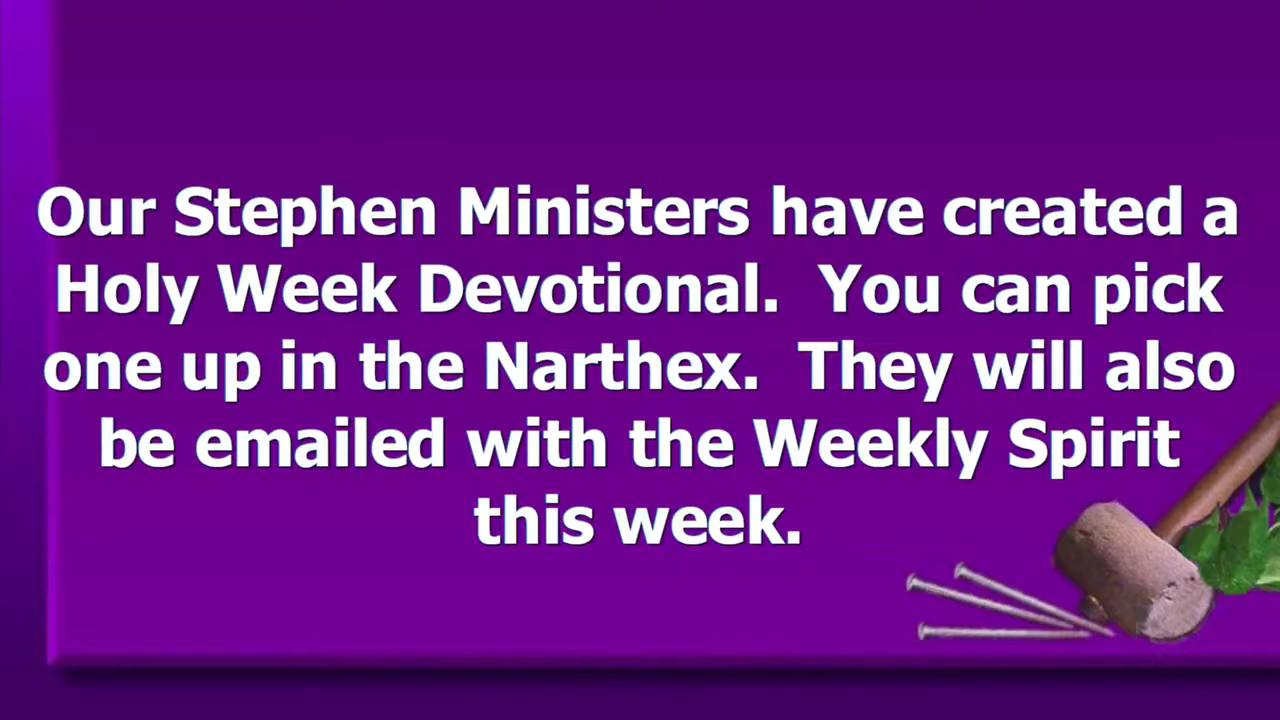 Our Stephen Ministers have created a
Holy Week Devotional.  You can pick
one up in the Narthex.  They will also
be emailed with the Weekly Spirit
this week.